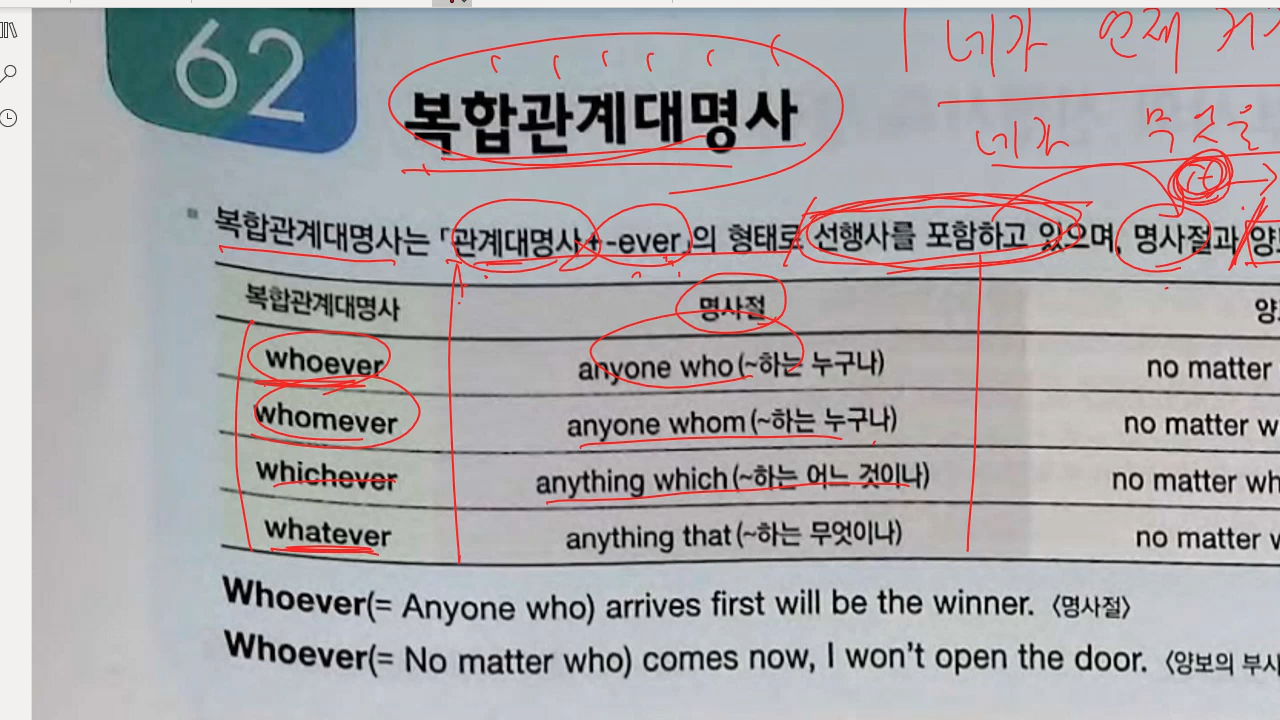 62
네가 언제
복합관계대명사
네가 무엇을
복합관계대명사는 「관계대명사+-ever」의 형태로 선행사를 포함하고 있으며, 명사절과
복합관계대명사 명사절
whoever anyone who(~하는 누구나) no matter
whomever anyone whom(~하는 누구나) no matter
whichever anything which(~하는 어느 것이나) no matter
whatever anything that(~하는 무엇이나) no matter
Whoever(= Anyone who) arrives first will be the winner. 〈명사절〉
Whoever(= No matter who) comes now, I won't open the door. 〈양보의 부사